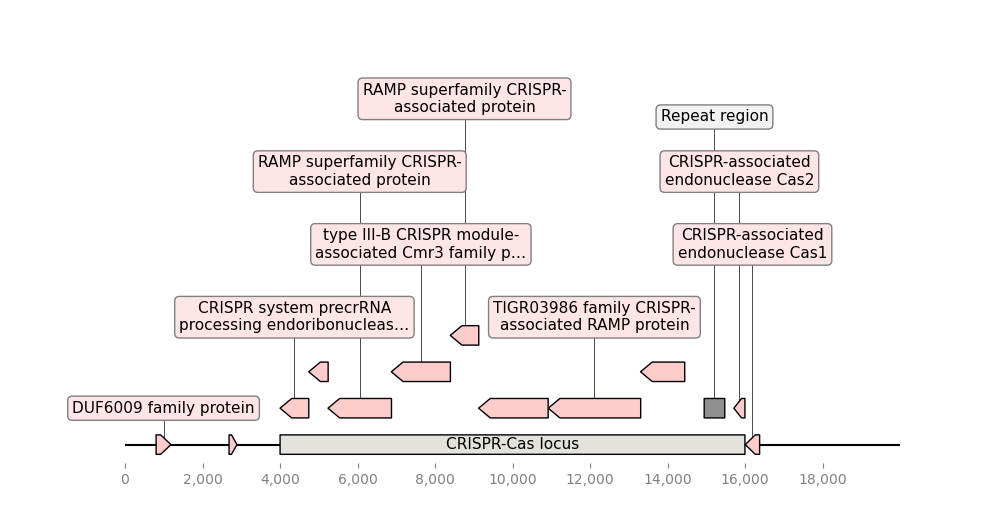 RAMP superfamily CRISPR-
associated protein
Repeat region
RAMP superfamily CRISPR-
associated protein
CRISPR-associated
endonuclease Cas2
type III-B CRISPR module-
associated Cmr3 family p…
CRISPR-associated
endonuclease Cas1
CRISPR system precrRNA
processing endoribonucleas…
TIGR03986 family CRISPR-
associated RAMP protein
DUF6009 family protein
CRISPR-Cas locus
0 2,000 4,000 6,000 8,000 10,000 12,000 14,000 16,000 18,000